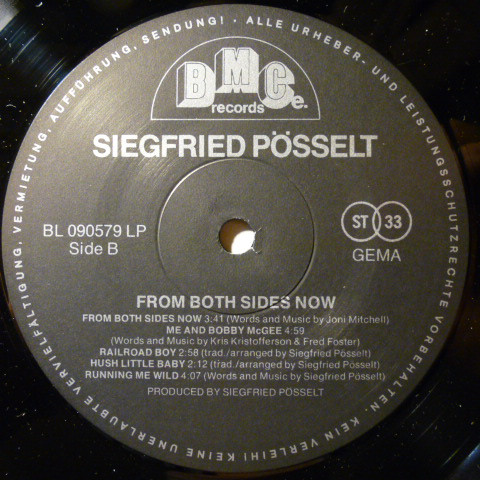 KEINE UNERLAUBTE VERVIELFÄLTIGUNG, VERMIETUNG, AUFFÜHRUNG, SENDUNG! · ALLE URHEBER- UND LEISTUNGSSCHUTZRECHTE VORBEHALTEN. KEIN VERLEIH!
BMC
records e.
SIEGFRIED PÖSSELT
BL 090579 LP
Side B
ST 33
GEMA
FROM BOTH SIDES NOW
FROM BOTH SIDES NOW 3:41 (Words and Music by Joni Mitchell)
ME AND BOBBY McGEE 4:59
(Words and Music by Kris Kristofferson & Fred Foster)
RAILROAD BOY 2:58 (trad./arranged by Siegfried Pösselt)
HUSH LITTLE BABY 2:12 (trad./arranged by Siegfried Pösselt)
RUNNING ME WILD 4:07 (Words and Music by Siegfried Pösselt)
PRODUCED BY SIEGFRIED PÖSSELT